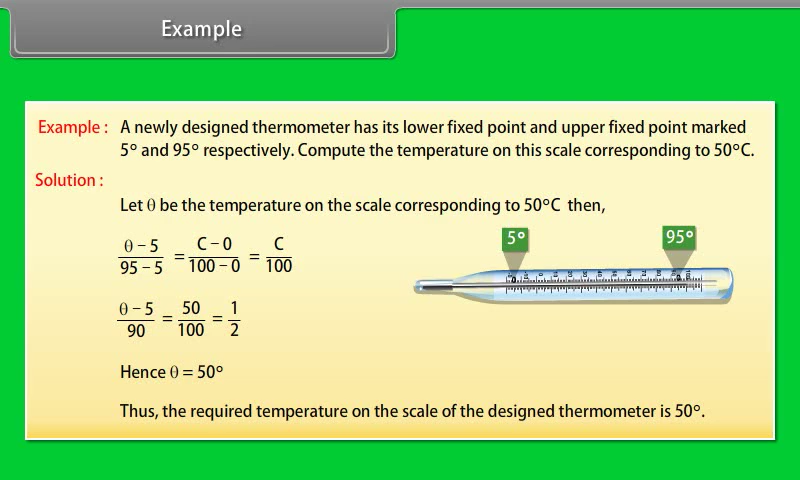 Example
Example : A newly designed thermometer has its lower fixed point and upper fixed point marked
5° and 95° respectively. Compute the temperature on this scale corresponding to 50°C.
Solution :
Let θ be the temperature on the scale corresponding to 50°C then,
θ – 5 / 95 – 5 = C – 0 / 100 – 0 = C / 100
5°
95°
θ – 5 / 90 = 50 / 100 = 1 / 2
Hence θ = 50°
Thus, the required temperature on the scale of the designed thermometer is 50°.